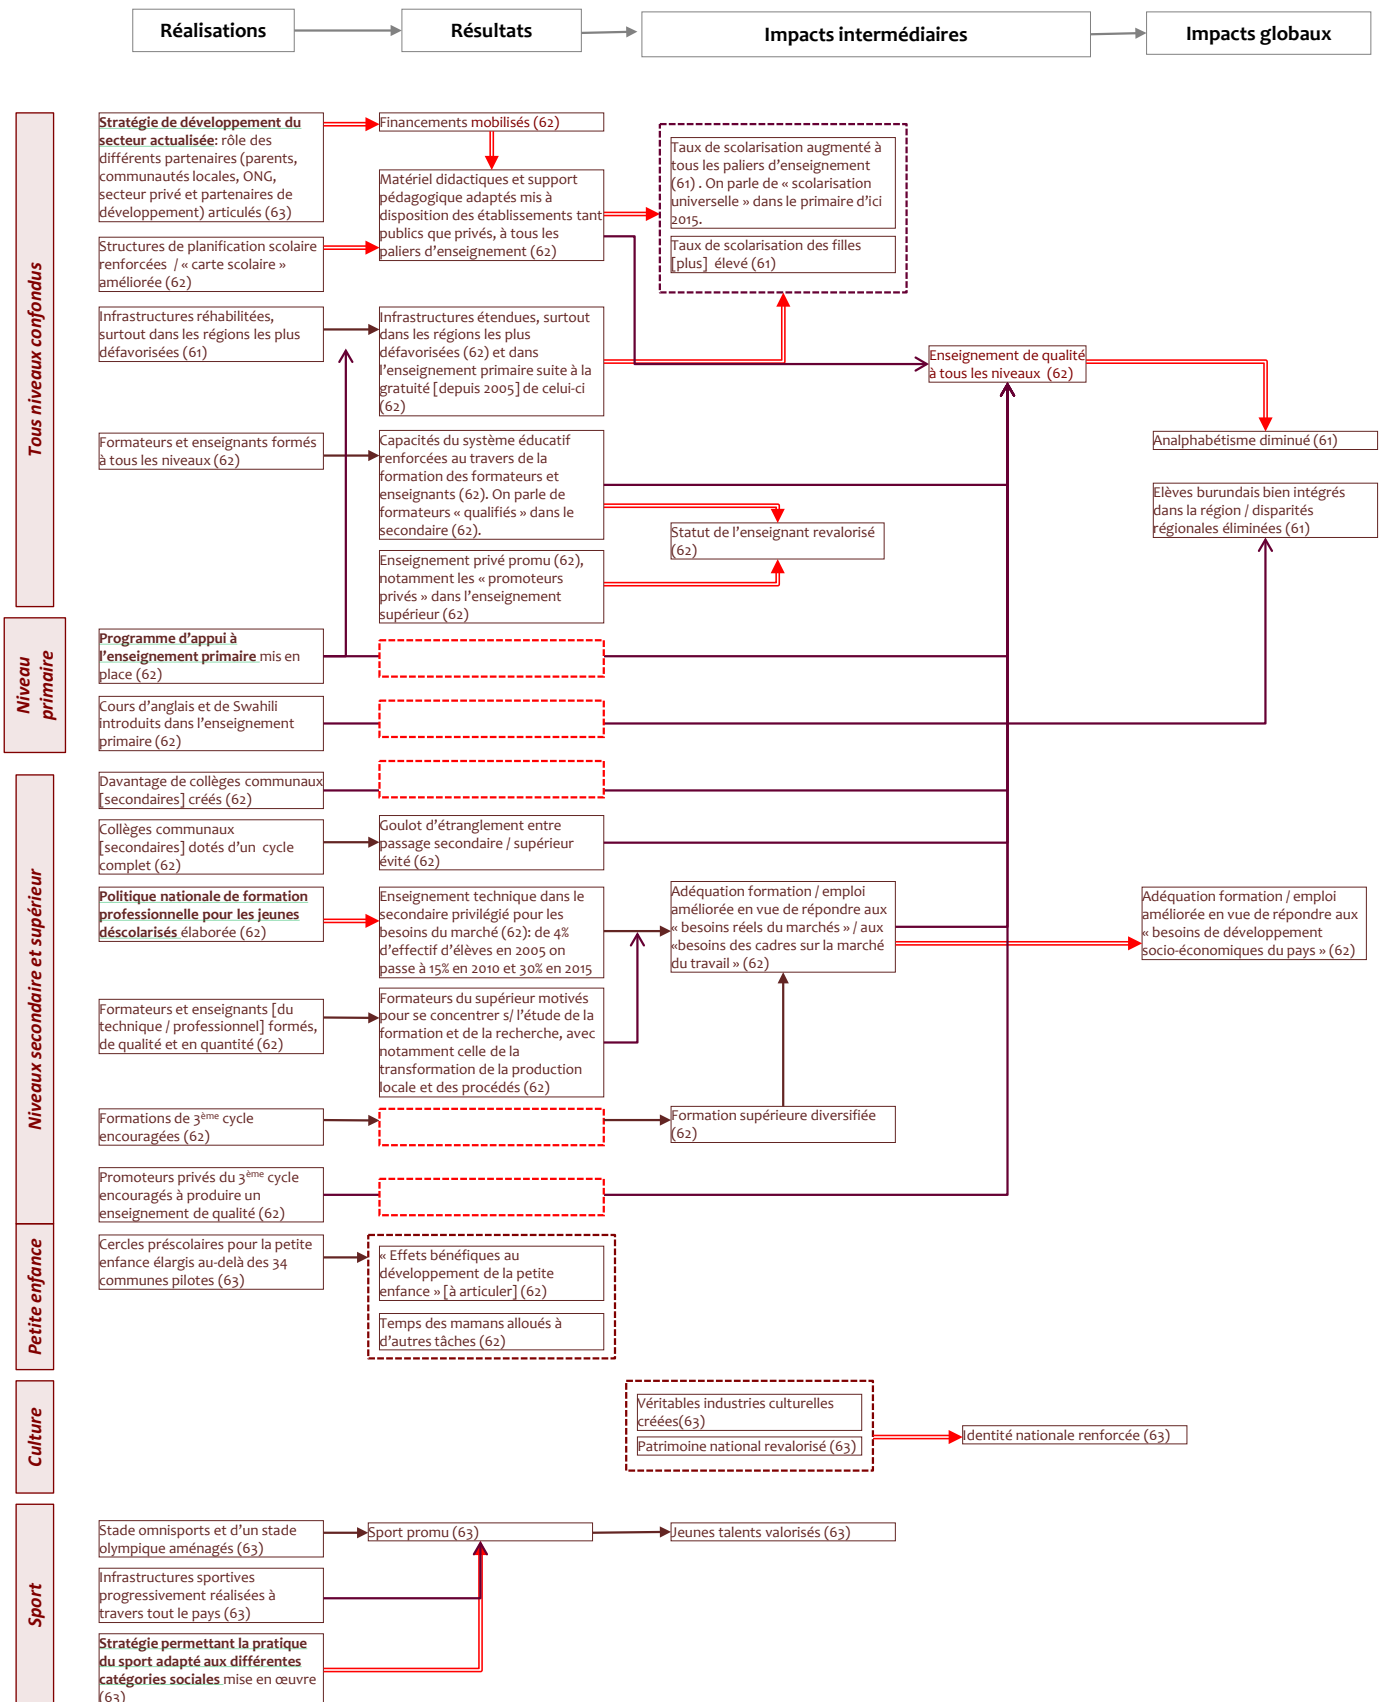 Réalisations
Résultats
Impacts intermédiaires
Impacts globaux
Tous niveaux confondus
Stratégie de développement du
secteur actualisée: rôle des
différents partenaires (parents,
communautés locales, ONG,
secteur privé et partenaires de
développement) articulés (63)
Structures de planification scolaire
renforcées / « carte scolaire »
améliorée (62)
Infrastructures réhabilitées,
surtout dans les régions les plus
défavorisées (61)
Formateurs et enseignants formés
à tous les niveaux (62)
Financements mobilisés (62)
Matériel didactiques et support
pédagogique adaptés mis à
disposition des établissements tant
publics que privés, à tous les
paliers d'enseignement (62)
Infrastructures étendues, surtout
dans les régions les plus
défavorisées (62) et dans
l'enseignement primaire suite à la
gratuité [depuis 2005] de celui-ci
(62)
Capacités du système éducatif
renforcées au travers de la
formation des formateurs et
enseignants (62). On parle de
formateurs « qualifiés » dans le
secondaire (62).
Enseignement privé promu (62),
notamment les « promoteurs
privés » dans l'enseignement
supérieur (62)
Taux de scolarisation augmenté à
tous les paliers d'enseignement
(61) . On parle de « scolarisation
universelle » dans le primaire d'ici
2015.
Taux de scolarisation des filles
[plus] élevé (61)
Statut de l'enseignant revalorisé
(62)
Enseignement de qualité
à tous les niveaux (62)
Analphabétisme diminué (61)
Elèves burundais bien intégrés
dans la région / disparités
régionales éliminées (61)
Niveau
primaire
Programme d'appui à
l'enseignement primaire mis en
place (62)
Cours d'anglais et de Swahili
introduits dans l'enseignement
primaire (62)
Niveaux secondaire et supérieur
Davantage de collèges communaux
[secondaires] créés (62)
Collèges communaux
[secondaires] dotés d'un cycle
complet (62)
Politique nationale de formation
professionnelle pour les jeunes
déscolarisés élaborée (62)
Formateurs et enseignants [du
technique / professionnel] formés,
de qualité et en quantité (62)
Formations de 3ème cycle
encouragées (62)
Promoteurs privés du 3ème cycle
encouragés à produire un
enseignement de qualité (62)
Goulot d'étranglement entre
passage secondaire / supérieur
évité (62)
Enseignement technique dans le
secondaire privilégié pour les
besoins du marché (62): de 4%
d'effectif d'élèves en 2005 on
passe à 15% en 2010 et 30% en 2015
Formateurs du supérieur motivés
pour se concentrer s/ l'étude de la
formation et de la recherche, avec
notamment celle de la
transformation de la production
locale et des procédés (62)
Adéquation formation / emploi
améliorée en vue de répondre aux
« besoins réels du marchés » / aux
«besoins des cadres sur la marché
du travail » (62)
Formation supérieure diversifiée
(62)
Adéquation formation / emploi
améliorée en vue de répondre aux
« besoins de développement
socio-économiques du pays » (62)
Petite enfance
Cercles préscolaires pour la petite
enfance élargis au-delà des 34
communes pilotes (63)
« Effets bénéfiques au
développement de la petite
enfance » [à articuler] (62)
Temps des mamans alloués à
d'autres tâches (62)
Culture
Véritables industries culturelles
créées(63)
Patrimoine national revalorisé (63)
Identité nationale renforcée (63)
Sport
Stade omnisports et d'un stade
olympique aménagés (63)
Infrastructures sportives
progressivement réalisées à
travers tout le pays (63)
Stratégie permettant la pratique
du sport adapté aux différentes
catégories sociales mise en œuvre
(63)
Sport promu (63)
Jeunes talents valorisés (63)